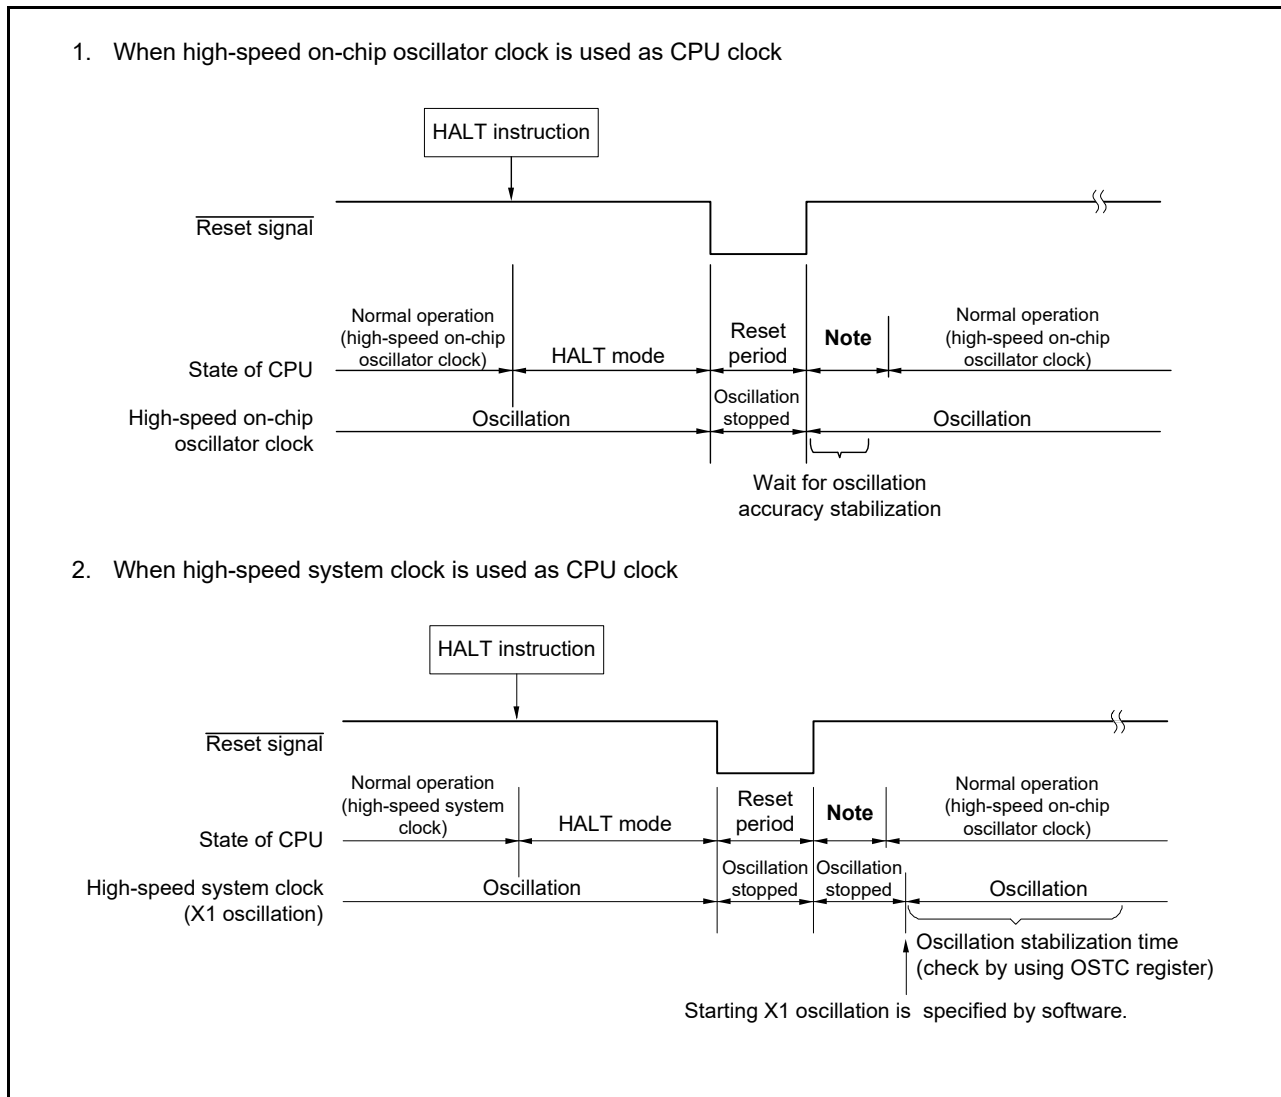 1. When high-speed on-chip oscillator clock is used as CPU clock
HALT instruction
Reset signal
Normal operation
(high-speed on-chip
oscillator clock)
HALT mode
Reset
period
Note
Normal operation
(high-speed on-chip
oscillator clock)
State of CPU
High-speed on-chip
oscillator clock
Oscillation
Oscillation
stopped
Oscillation
Wait for oscillation
accuracy stabilization
2. When high-speed system clock is used as CPU clock
HALT instruction
Reset signal
Normal operation
(high-speed system
clock)
HALT mode
Reset
period
Note
Normal operation
(high-speed on-chip
oscillator clock)
State of CPU
High-speed system clock
(X1 oscillation)
Oscillation
Oscillation
stopped
Oscillation
stopped
Oscillation
Oscillation stabilization time
(check by using OSTC register)
Starting X1 oscillation is specified by software.